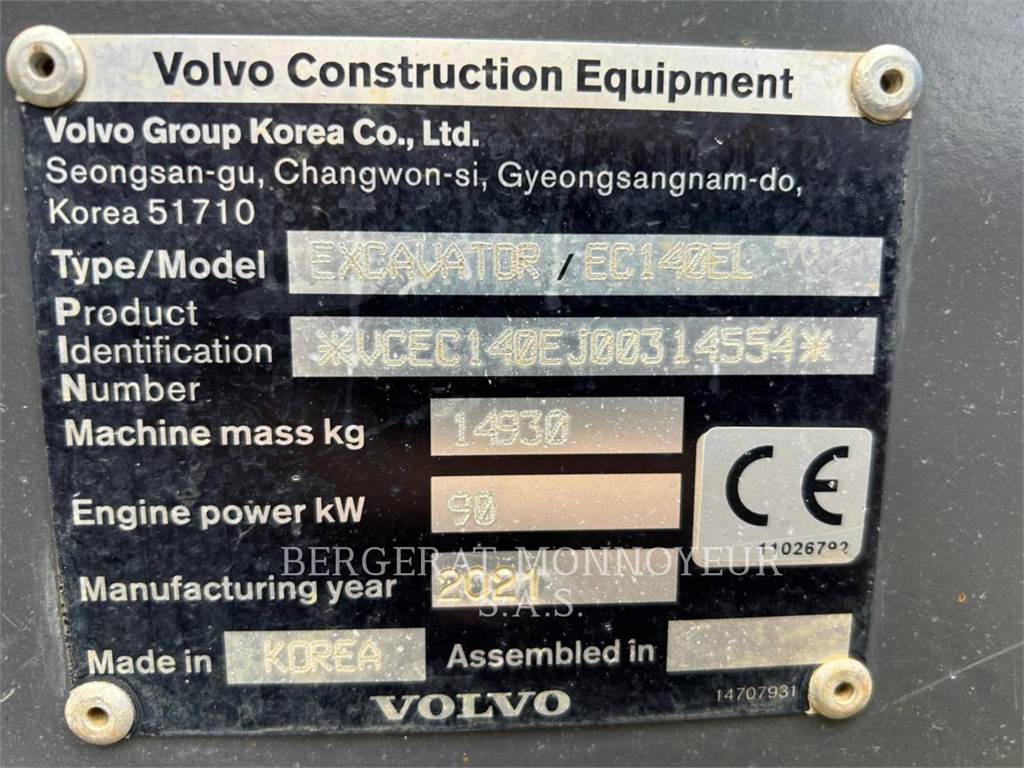 Volvo Construction Equipment
Volvo Group Korea Co., Ltd.
Seongsan-gu, Changwon-si, Gyeongsangnam-do,
Korea 51710
Type/Model EXCAVATOR / EC140EL
Product
Identification *VCEC140EJ00314554*
Number
Machine mass kg 14930
Engine power kW 90
CE
11026792
BERGERAT MONNOYEUR
S.A.S.
Manufacturing year 2021
Made in KOREA Assembled in
VOLVO
14707931